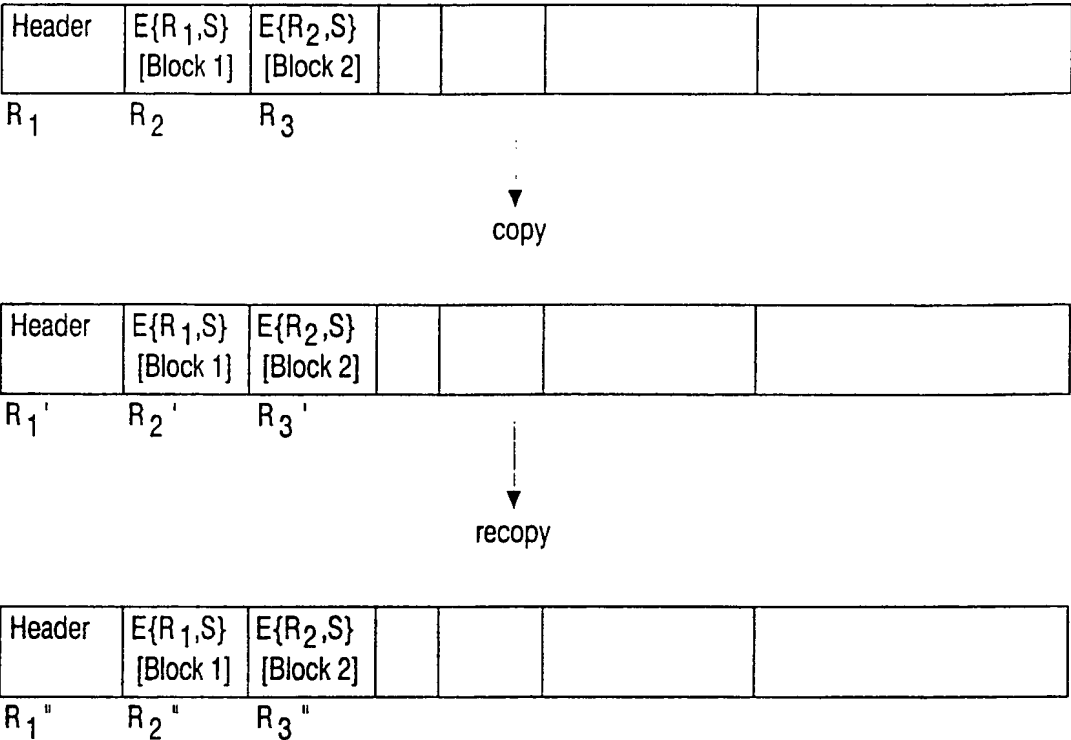 Header E{R1,S} E{R2,S}
[Block 1] [Block 2]
R1 R2 R3
copy
Header E{R1,S} E{R2,S}
[Block 1] [Block 2]
R1' R2' R3'
recopy
Header E{R1,S} E{R2,S}
[Block 1] [Block 2]
R1" R2" R3"